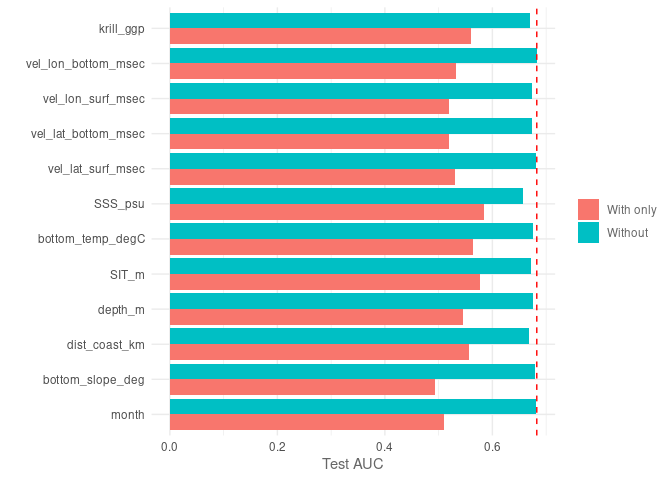 krill_ggp
vel_lon_bottom_msec
vel_lon_surf_msec
vel_lat_bottom_msec
vel_lat_surf_msec
SSS_psu
bottom_temp_degC
SIT_m
depth_m
dist_coast_km
bottom_slope_deg
month
0.0 0.2 0.4 0.6
Test AUC
With only
Without